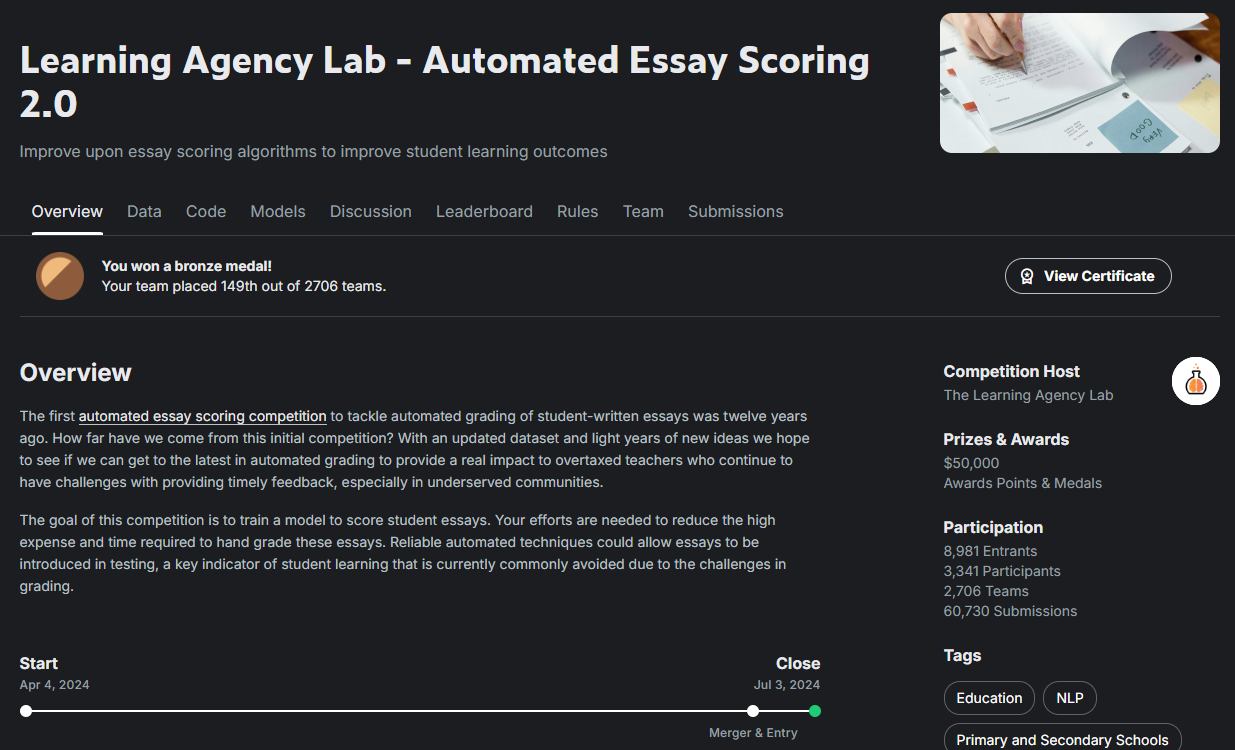 Learning Agency Lab - Automated Essay Scoring
2.0
Improve upon essay scoring algorithms to improve student learning outcomes
GOOD
VERY
Overview Data Code Models Discussion Leaderboard Rules Team Submissions
You won a bronze medal!
Your team placed 149th out of 2706 teams.
View Certificate
Overview
The first automated essay scoring competition to tackle automated grading of student-written essays was twelve years
ago. How far have we come from this initial competition? With an updated dataset and light years of new ideas we hope
to see if we can get to the latest in automated grading to provide a real impact to overtaxed teachers who continue to
have challenges with providing timely feedback, especially in underserved communities.
The goal of this competition is to train a model to score student essays. Your efforts are needed to reduce the high
expense and time required to hand grade these essays. Reliable automated techniques could allow essays to be
introduced in testing, a key indicator of student learning that is currently commonly avoided due to the challenges in
grading.
Start
Apr 4, 2024
Close
Jul 3, 2024
Merger & Entry
Competition Host
The Learning Agency Lab
Prizes & Awards
$50,000
Awards Points & Medals
Participation
8,981 Entrants
3,341 Participants
2,706 Teams
60,730 Submissions
Tags
Education
NLP
Primary and Secondary Schools